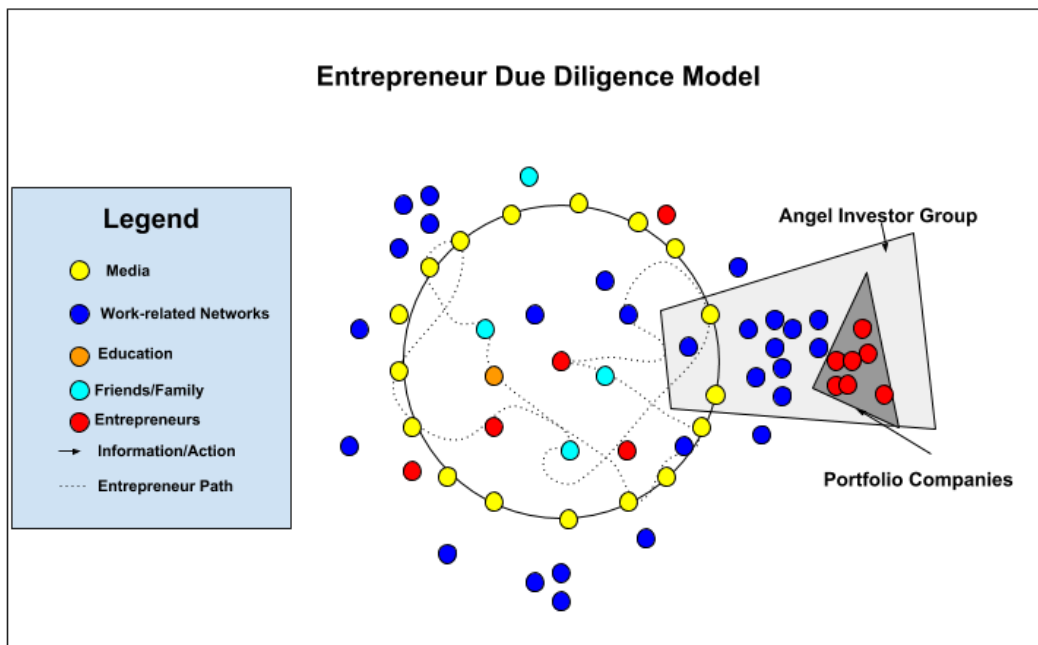 Entrepreneur Due Diligence Model
Legend
Media
Work-related Networks
Education
Friends/Family
Entrepreneurs
Information/Action
Entrepreneur Path
Angel Investor Group
Portfolio Companies